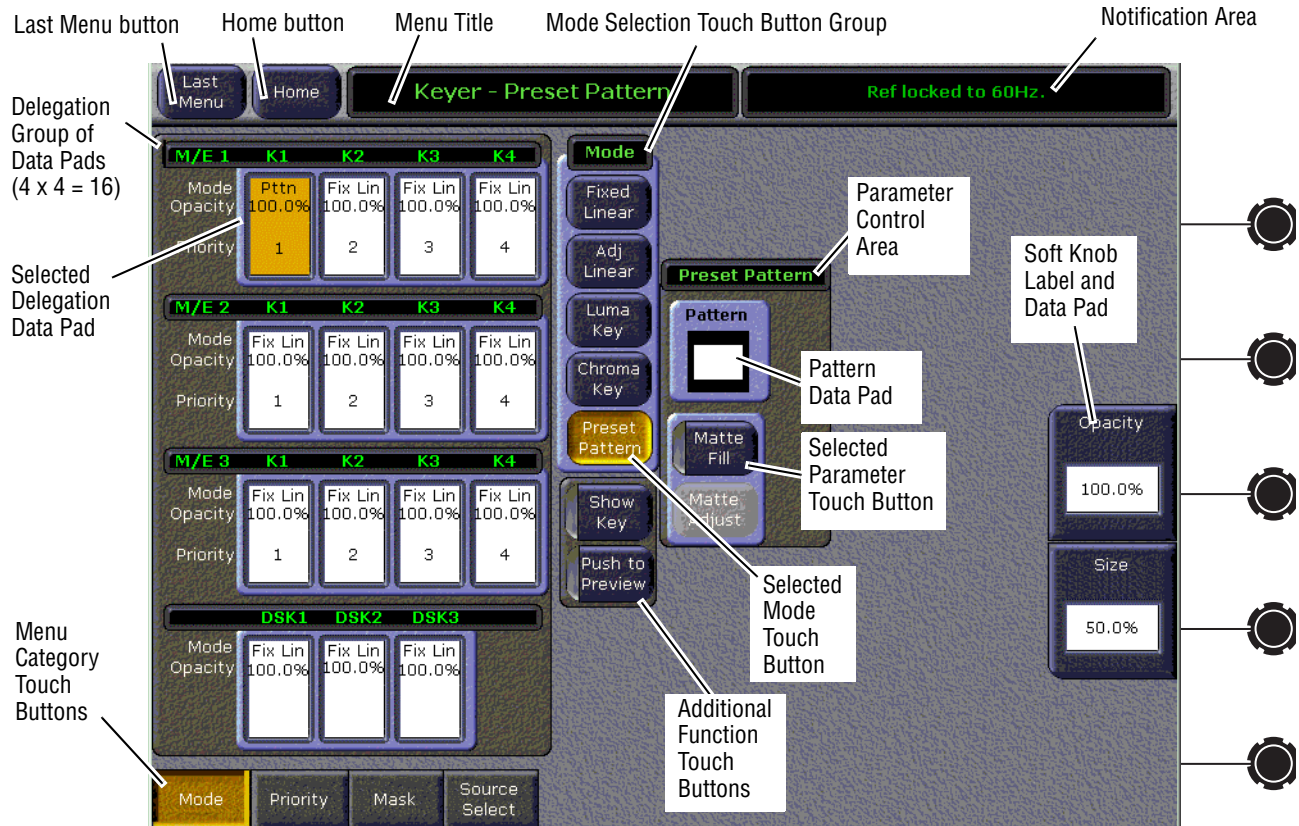 Last Menu button
Home button
Menu Title
Mode Selection Touch Button Group
Notification Area
Last
Menu
Home
Keyer - Preset Pattern
Ref locked to 60Hz.
Delegation
Group of
Data Pads
(4 x 4 = 16)
Selected
Delegation
Data Pad
Menu
Category
Touch
Buttons
M/E 1 K1 K2 K3 K4
Mode Pttn Fix Lin Fix Lin Fix Lin
Opacity 100.0% 100.0% 100.0% 100.0%
Priority 1 2 3 4
M/E 2 K1 K2 K3 K4
Mode Fix Lin Fix Lin Fix Lin Fix Lin
Opacity 100.0% 100.0% 100.0% 100.0%
Priority 1 2 3 4
M/E 3 K1 K2 K3 K4
Mode Fix Lin Fix Lin Fix Lin Fix Lin
Opacity 100.0% 100.0% 100.0% 100.0%
Priority 1 2 3 4
DSK1 DSK2 DSK3
Mode Fix Lin Fix Lin Fix Lin
Opacity 100.0% 100.0% 100.0%
Mode
Fixed
Linear
Adj
Linear
Luma
Key
Chroma
Key
Preset
Pattern
Show
Key
Push to
Preview
Parameter
Control
Area
Preset Pattern
Pattern
Pattern
Data Pad
Matte
Fill
Matte
Adjust
Selected
Parameter
Touch Button
Selected
Mode
Touch
Button
Additional
Function
Touch
Buttons
Soft Knob
Label and
Data Pad
Opacity
100.0%
Size
50.0%
Mode
Priority
Mask
Source
Select